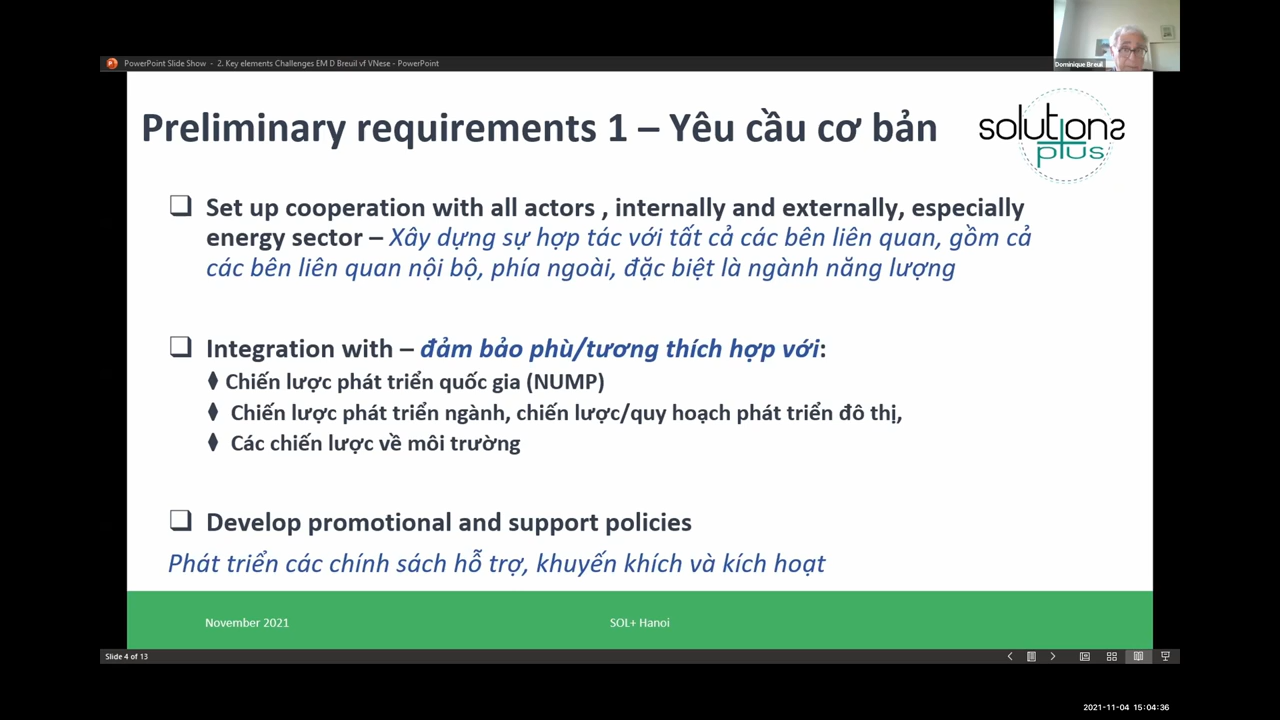 PowerPoint Slide Show - 2. Key elements Challenges EM D Breuil vf VNese - PowerPoint
Dominique Breuil
Preliminary requirements 1 – Yêu cầu cơ bản
solutions
plus
❑ Set up cooperation with all actors , internally and externally, especially
energy sector – Xây dựng sự hợp tác với tất cả các bên liên quan, gồm cả
các bên liên quan nội bộ, phía ngoài, đặc biệt là ngành năng lượng
❑ Integration with – đảm bảo phù/tương thích hợp với:
♦ Chiến lược phát triển quốc gia (NUMP)
♦ Chiến lược phát triển ngành, chiến lược/quy hoạch phát triển đô thị,
♦ Các chiến lược về môi trường
❑ Develop promotional and support policies
Phát triển các chính sách hỗ trợ, khuyến khích và kích hoạt
November 2021
SOL+ Hanoi
Slide 4 of 13
2021-11-04 15:04:36